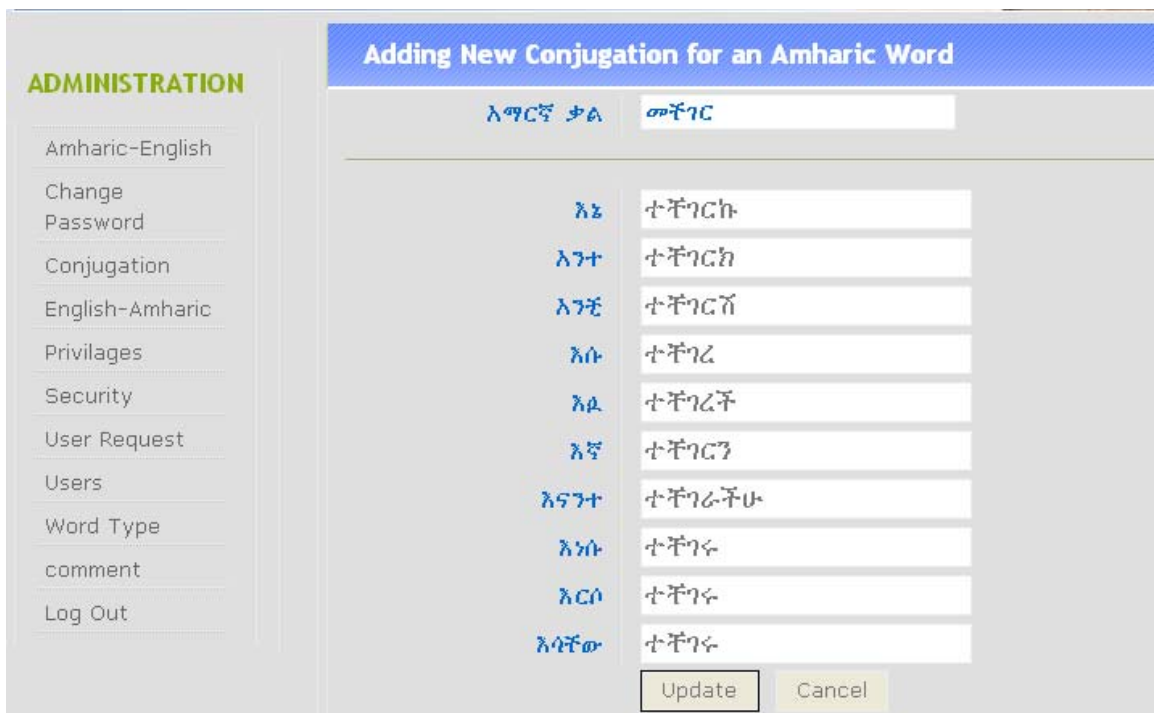 Adding New Conjugation for an Amharic Word
ADMINISTRATION
Amharic-English
Change
Password
Conjugation
English-Amharic
Privilages
Security
User Request
Users
Word Type
comment
Log Out
አማርኛ ቃል መቸገር
እኔ ተቸገርኩ
አንተ ተቸገርክ
አንቺ ተቸገርሽ
እሱ ተቸገረ
እሷ ተቸገረች
እኛ ተቸገርን
እናንተ ተቸገራችሁ
እነሱ ተቸገሩ
እርሶ ተቸገሩ
እሳቸው ተቸገሩ
Update Cancel